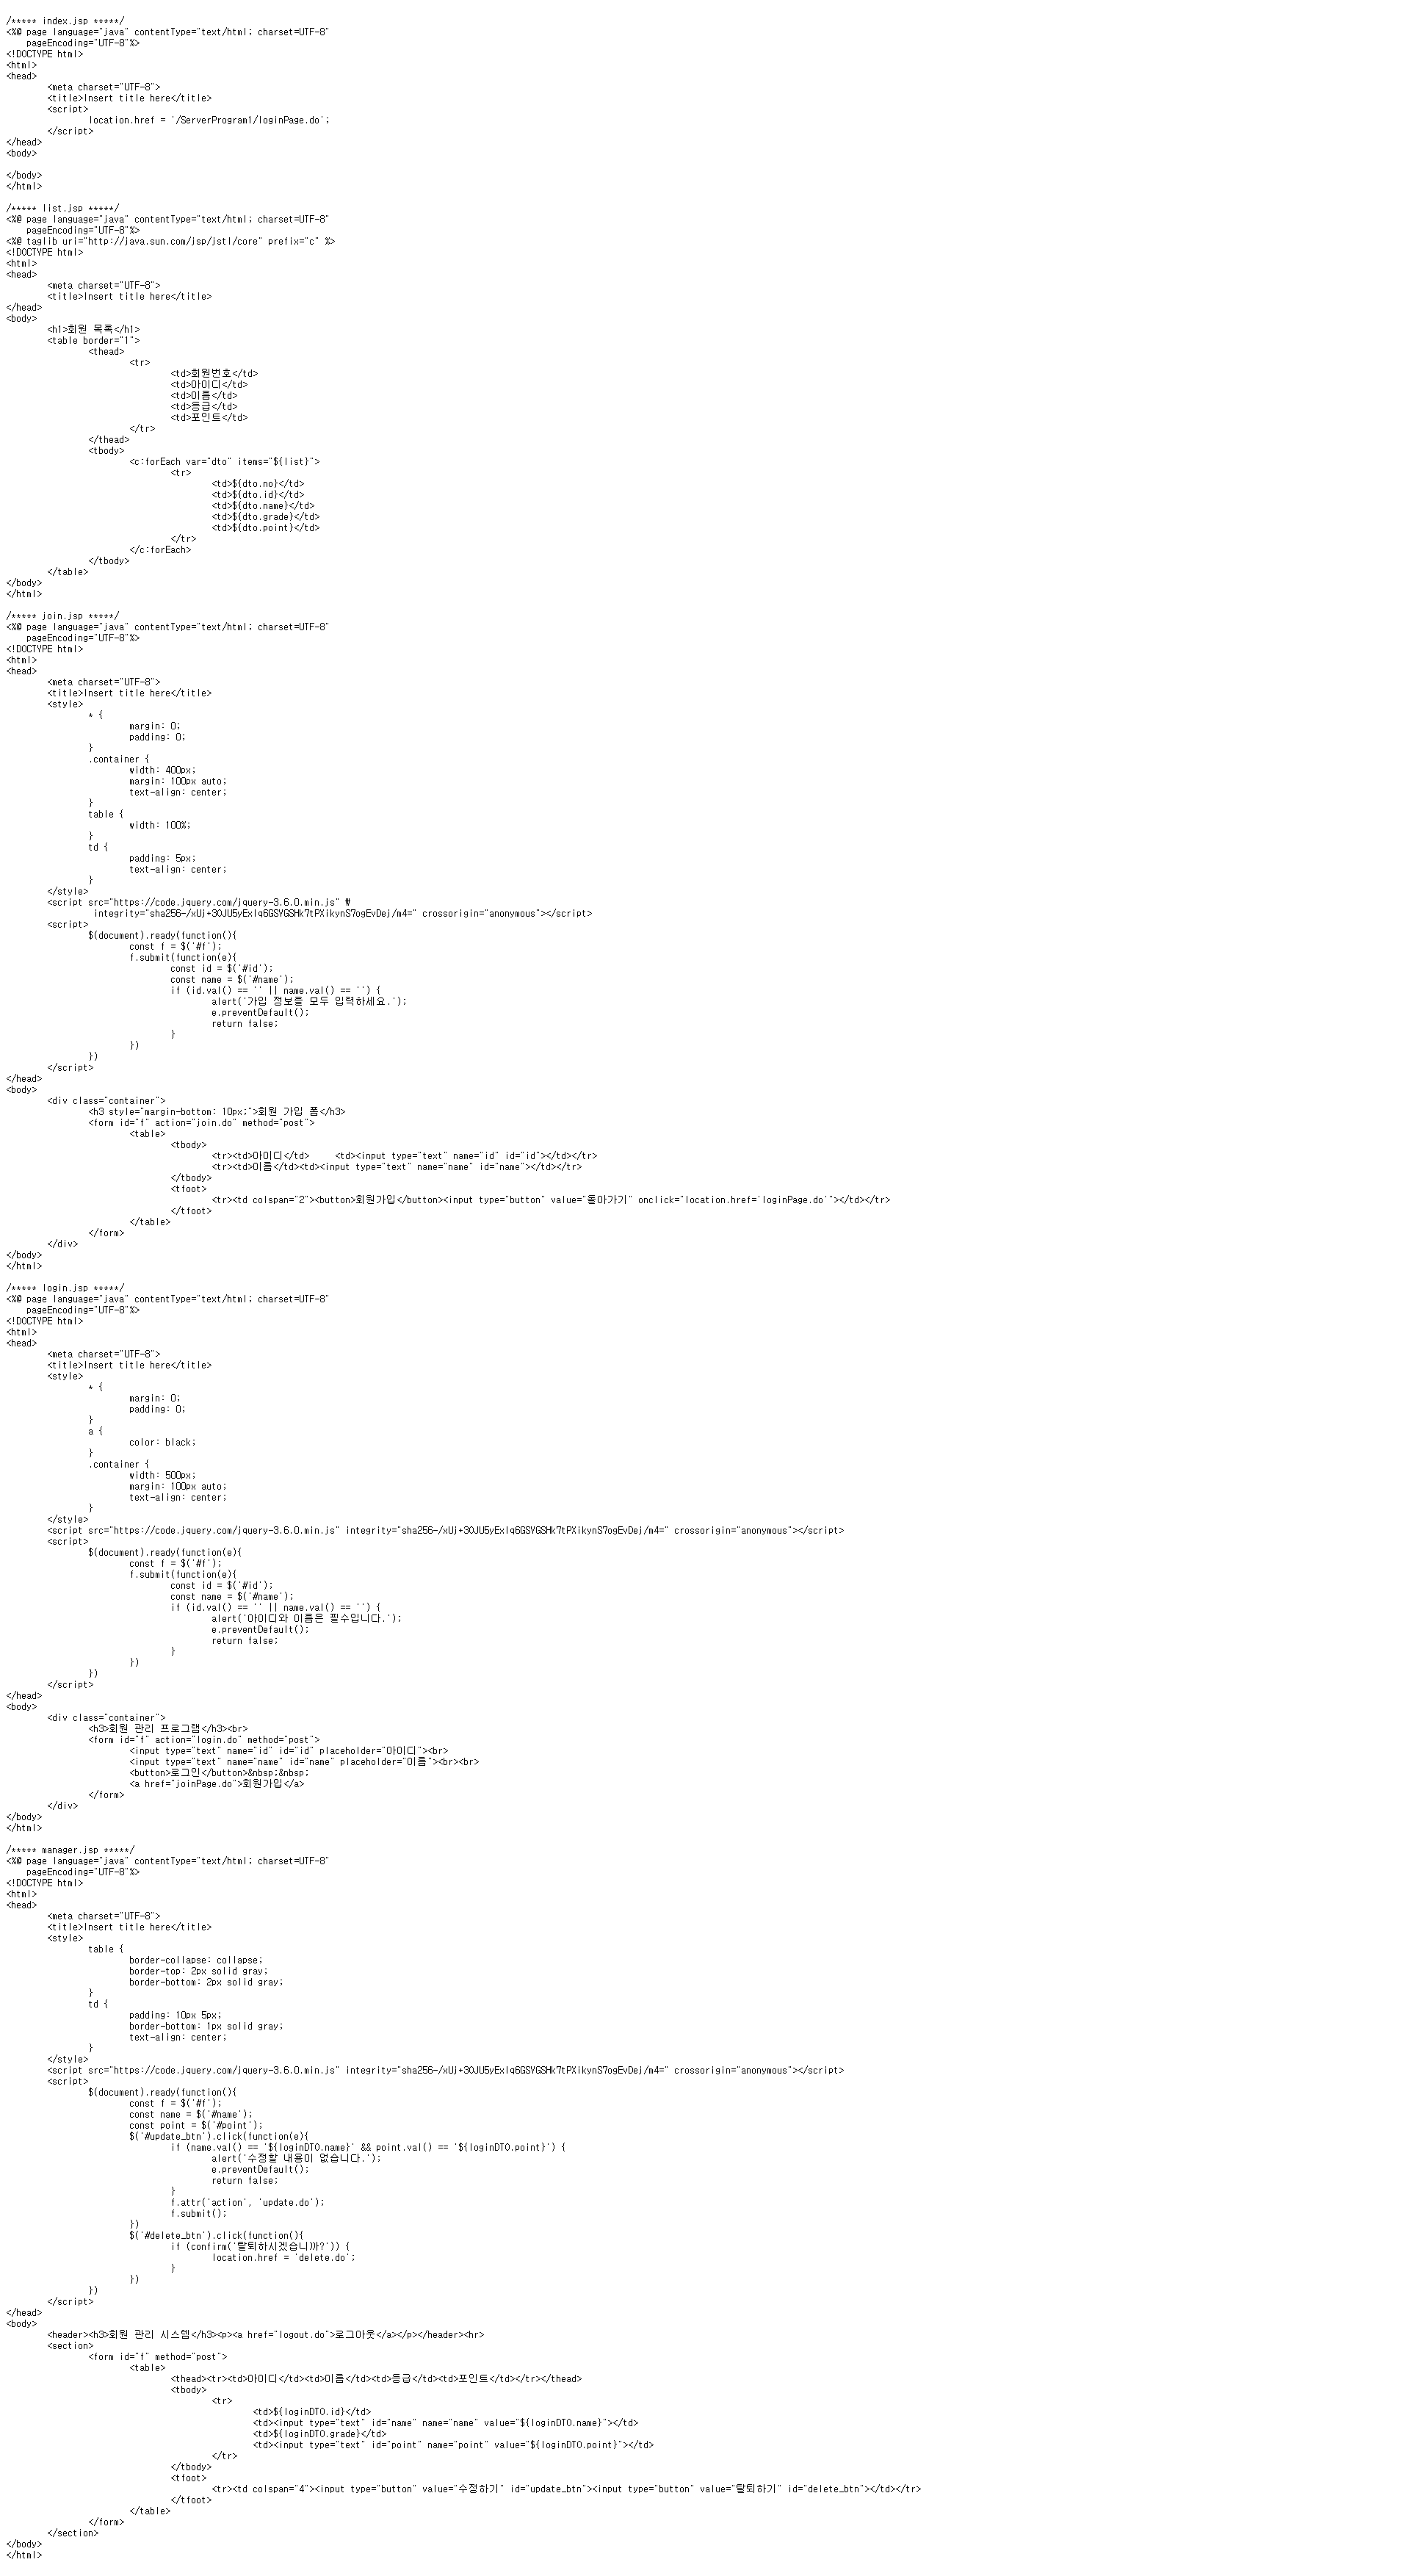 /***** index.jsp *****/
<%@ page language="java" contentType="text/html; charset=UTF-8"
    pageEncoding="UTF-8"%>
<!DOCTYPE html>
<html>
<head>
	<meta charset="UTF-8">
	<title>Insert title here</title>
	<script>
		location.href = '/ServerProgram1/loginPage.do';
	</script>
</head>
<body>

</body>
</html>

/***** list.jsp *****/
<%@ page language="java" contentType="text/html; charset=UTF-8"
    pageEncoding="UTF-8"%>
<%@ taglib uri="http://java.sun.com/jsp/jstl/core" prefix="c" %>
<!DOCTYPE html>
<html>
<head>
	<meta charset="UTF-8">
	<title>Insert title here</title>
</head>
<body>
	<h1>회원 목록</h1>
	<table border="1">
		<thead>
			<tr>
				<td>회원번호</td>
				<td>아이디</td>
				<td>이름</td>
				<td>등급</td>
				<td>포인트</td>
			</tr>
		</thead>
		<tbody>
			<c:forEach var="dto" items="${list}">
				<tr>
					<td>${dto.no}</td>
					<td>${dto.id}</td>
					<td>${dto.name}</td>
					<td>${dto.grade}</td>
					<td>${dto.point}</td>
				</tr>
			</c:forEach>
		</tbody>
	</table>
</body>
</html>

/***** join.jsp *****/
<%@ page language="java" contentType="text/html; charset=UTF-8"
    pageEncoding="UTF-8"%>
<!DOCTYPE html>
<html>
<head>
	<meta charset="UTF-8">
	<title>Insert title here</title>
	<style>
		* {
			margin: 0;
			padding: 0;
		}
		.container {
			width: 400px;
			margin: 100px auto;
			text-align: center;
		}
		table {
			width: 100%;
		}
		td {
			padding: 5px;
			text-align: center;
		}
	</style>
	<script src="https://code.jquery.com/jquery-3.6.0.min.js" #
		 integrity="sha256-/xUj+3OJU5yExlq6GSYGSHk7tPXikynS7ogEvDej/m4=" crossorigin="anonymous"></script>
	<script>
		$(document).ready(function(){
			const f = $('#f');
			f.submit(function(e){
				const id = $('#id');
				const name = $('#name');
				if (id.val() == '' || name.val() == '') {
					alert('가입 정보를 모두 입력하세요.');
					e.preventDefault();
					return false;
				}
			})
		})
	</script>
</head>
<body>
	<div class="container">
		<h3 style="margin-bottom: 10px;">회원 가입 폼</h3>
		<form id="f" action="join.do" method="post">
			<table>
				<tbody>
					<tr><td>아이디</td>	<td><input type="text" name="id" id="id"></td></tr>
					<tr><td>이름</td><td><input type="text" name="name" id="name"></td></tr>
				</tbody>
				<tfoot>
					<tr><td colspan="2"><button>회원가입</button><input type="button" value="돌아가기" onclick="location.href='loginPage.do'"></td></tr>
				</tfoot>
			</table>
		</form>
	</div>
</body>
</html>

/***** login.jsp *****/
<%@ page language="java" contentType="text/html; charset=UTF-8"
    pageEncoding="UTF-8"%>
<!DOCTYPE html>
<html>
<head>
	<meta charset="UTF-8">
	<title>Insert title here</title>
	<style>
		* {
			margin: 0;
			padding: 0;
		}
		a {
			color: black;
		}
		.container {
			width: 500px;
			margin: 100px auto;
			text-align: center;
		}
	</style>
	<script src="https://code.jquery.com/jquery-3.6.0.min.js" integrity="sha256-/xUj+3OJU5yExlq6GSYGSHk7tPXikynS7ogEvDej/m4=" crossorigin="anonymous"></script>
	<script>
		$(document).ready(function(e){
			const f = $('#f');
			f.submit(function(e){
				const id = $('#id');
				const name = $('#name');
				if (id.val() == '' || name.val() == '') {
					alert('아이디와 이름은 필수입니다.');
					e.preventDefault();
					return false;
				}
			})
		})
	</script>
</head>
<body>
	<div class="container">
		<h3>회원 관리 프로그램</h3><br>
		<form id="f" action="login.do" method="post">
			<input type="text" name="id" id="id" placeholder="아이디"><br>
			<input type="text" name="name" id="name" placeholder="이름"><br><br>
			<button>로그인</button>&nbsp;&nbsp;
			<a href="joinPage.do">회원가입</a>
		</form>
	</div>
</body>
</html>

/***** manager.jsp *****/
<%@ page language="java" contentType="text/html; charset=UTF-8"
    pageEncoding="UTF-8"%>
<!DOCTYPE html>
<html>
<head>
	<meta charset="UTF-8">
	<title>Insert title here</title>
	<style>
		table {
			border-collapse: collapse;
			border-top: 2px solid gray;
			border-bottom: 2px solid gray;
		}
		td {
			padding: 10px 5px;
			border-bottom: 1px solid gray;
			text-align: center;
		}
	</style>
	<script src="https://code.jquery.com/jquery-3.6.0.min.js" integrity="sha256-/xUj+3OJU5yExlq6GSYGSHk7tPXikynS7ogEvDej/m4=" crossorigin="anonymous"></script>
	<script>
		$(document).ready(function(){
			const f = $('#f');
			const name = $('#name');
			const point = $('#point');
			$('#update_btn').click(function(e){
				if (name.val() == '${loginDTO.name}' && point.val() == '${loginDTO.point}') {
					alert('수정할 내용이 없습니다.');
					e.preventDefault();
					return false;
				}
				f.attr('action', 'update.do');
				f.submit();
			})
			$('#delete_btn').click(function(){
				if (confirm('탈퇴하시겠습니까?')) {
					location.href = 'delete.do';
				}
			})
		})
	</script>
</head>
<body>
	<header><h3>회원 관리 시스템</h3><p><a href="logout.do">로그아웃</a></p></header><hr>
	<section>
		<form id="f" method="post">
			<table>
				<thead><tr><td>아이디</td><td>이름</td><td>등급</td><td>포인트</td></tr></thead>
				<tbody>
					<tr>
						<td>${loginDTO.id}</td>
						<td><input type="text" id="name" name="name" value="${loginDTO.name}"></td>
						<td>${loginDTO.grade}</td>
						<td><input type="text" id="point" name="point" value="${loginDTO.point}"></td>
					</tr>
				</tbody>
				<tfoot>
					<tr><td colspan="4"><input type="button" value="수정하기" id="update_btn"><input type="button" value="탈퇴하기" id="delete_btn"></td></tr>
				</tfoot>
			</table>
		</form>
	</section>
</body>
</html>